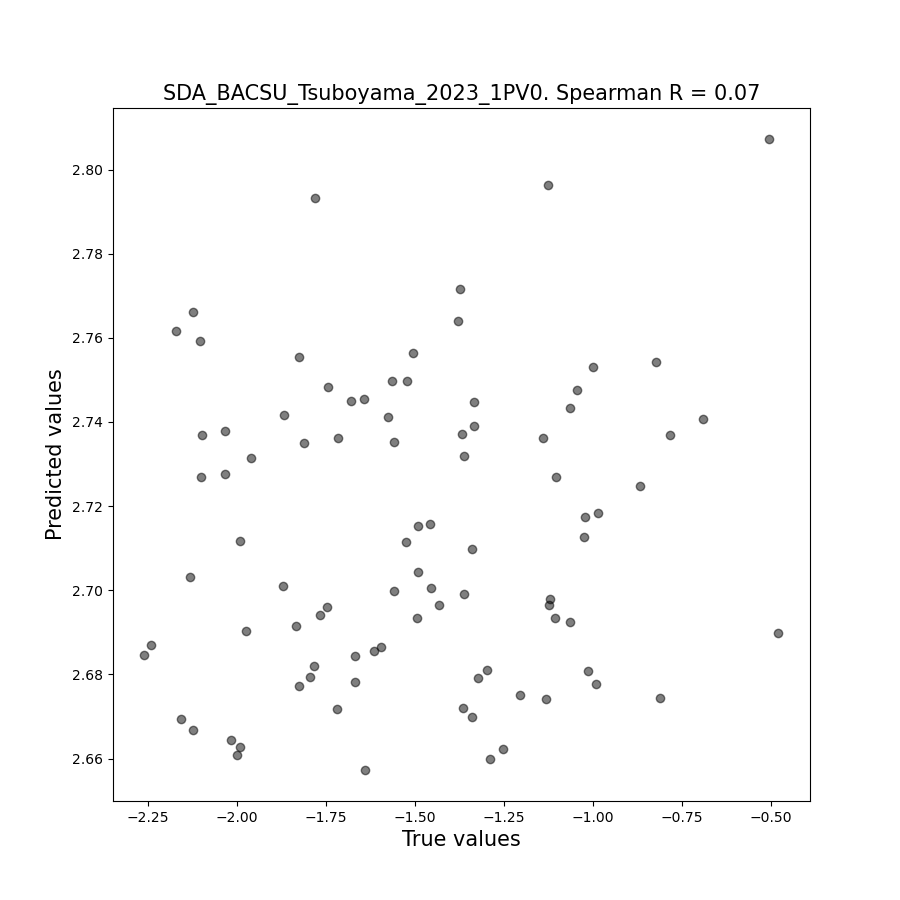 SDA_BACSU_Tsuboyama_2023_1PV0. Spearman R = 0.07
2.80
2.78
2.76
2.74
2.72
2.70
2.68
2.66
Predicted values
−2.25 −2.00 −1.75 −1.50 −1.25 −1.00 −0.75 −0.50
True values